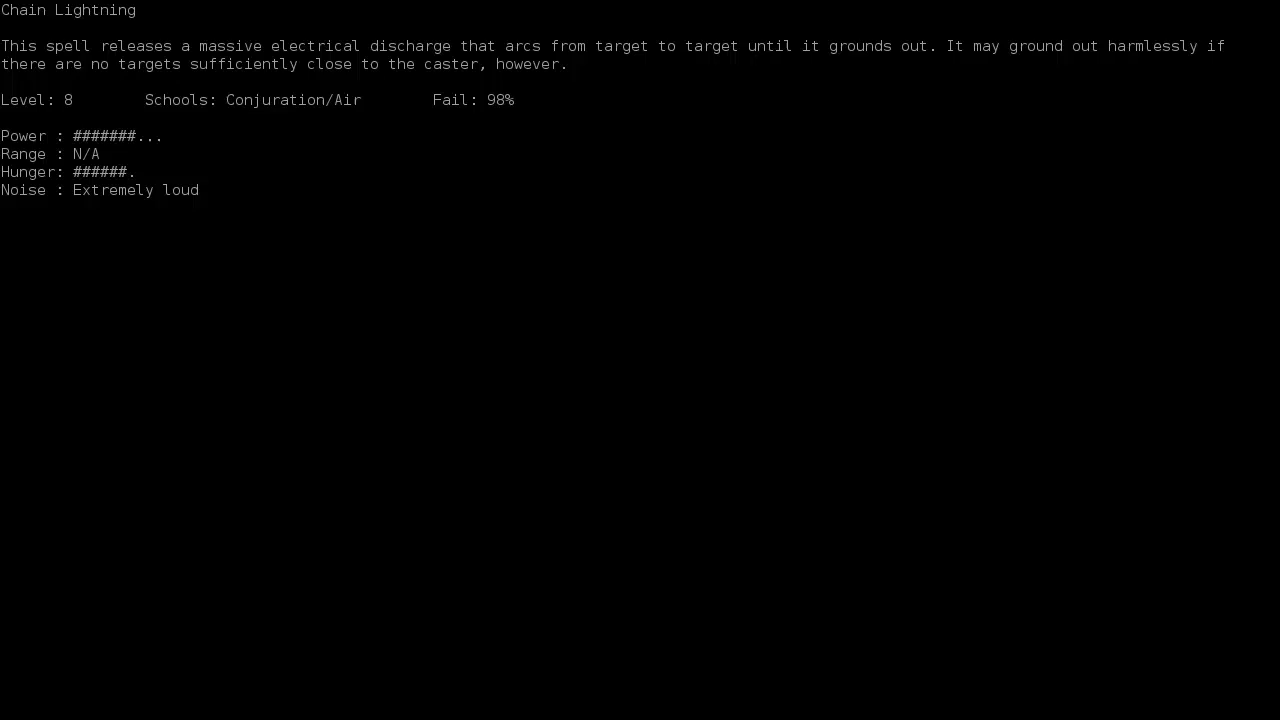 Chain Lightning
This spell releases a massive electrical discharge that arcs from target to target until it grounds out. It may ground out harmlessly if
there are no targets sufficiently close to the caster, however.
Level: 8        Schools: Conjuration/Air        Fail: 98%
Power : #######...
Range : N/A
Hunger: ######.
Noise : Extremely loud